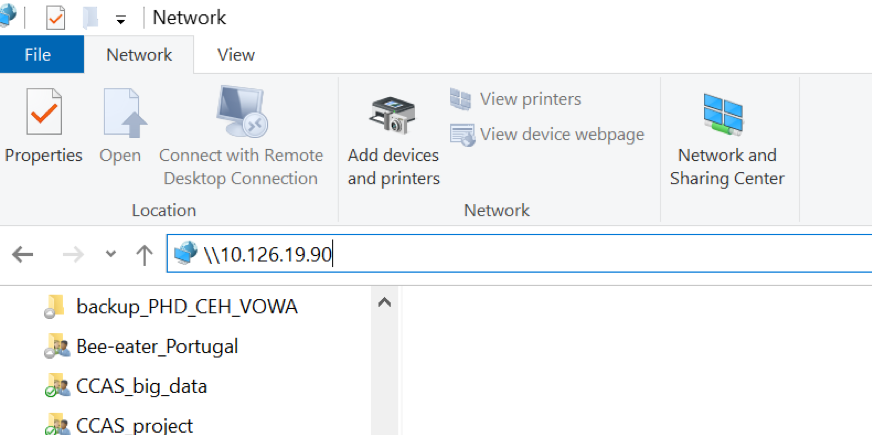 Network
File
Network
View
Properties
Open
Connect with Remote
Desktop Connection
Location
Add devices
and printers
View printers
View device webpage
Network
Network and
Sharing Center
\\10.126.19.90
backup_PHD_CEH_VOWA
Bee-eater_Portugal
CCAS_big_data
CCAS_project